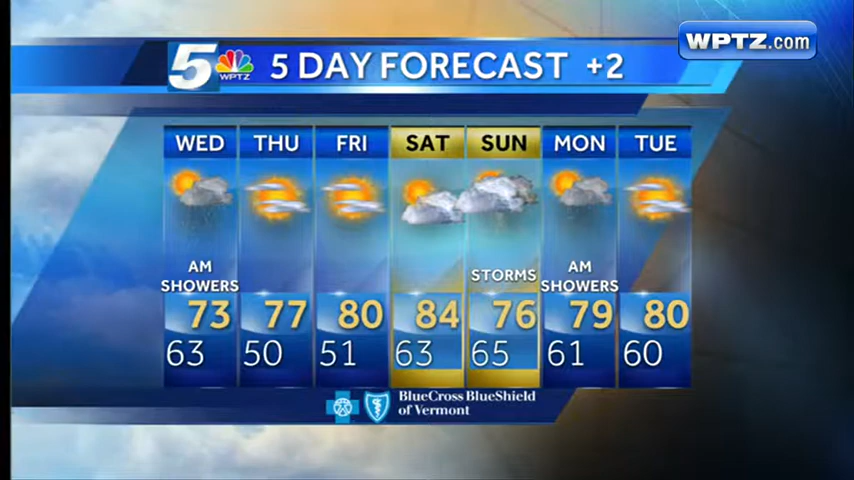 WPTZ.com
5 WPTZ 5 DAY FORECAST +2
WED THU FRI SAT SUN MON TUE
AM SHOWERS STORMS AM SHOWERS
73 77 80 84 76 79 80
63 50 51 63 65 61 60
BlueCross BlueShield
of Vermont